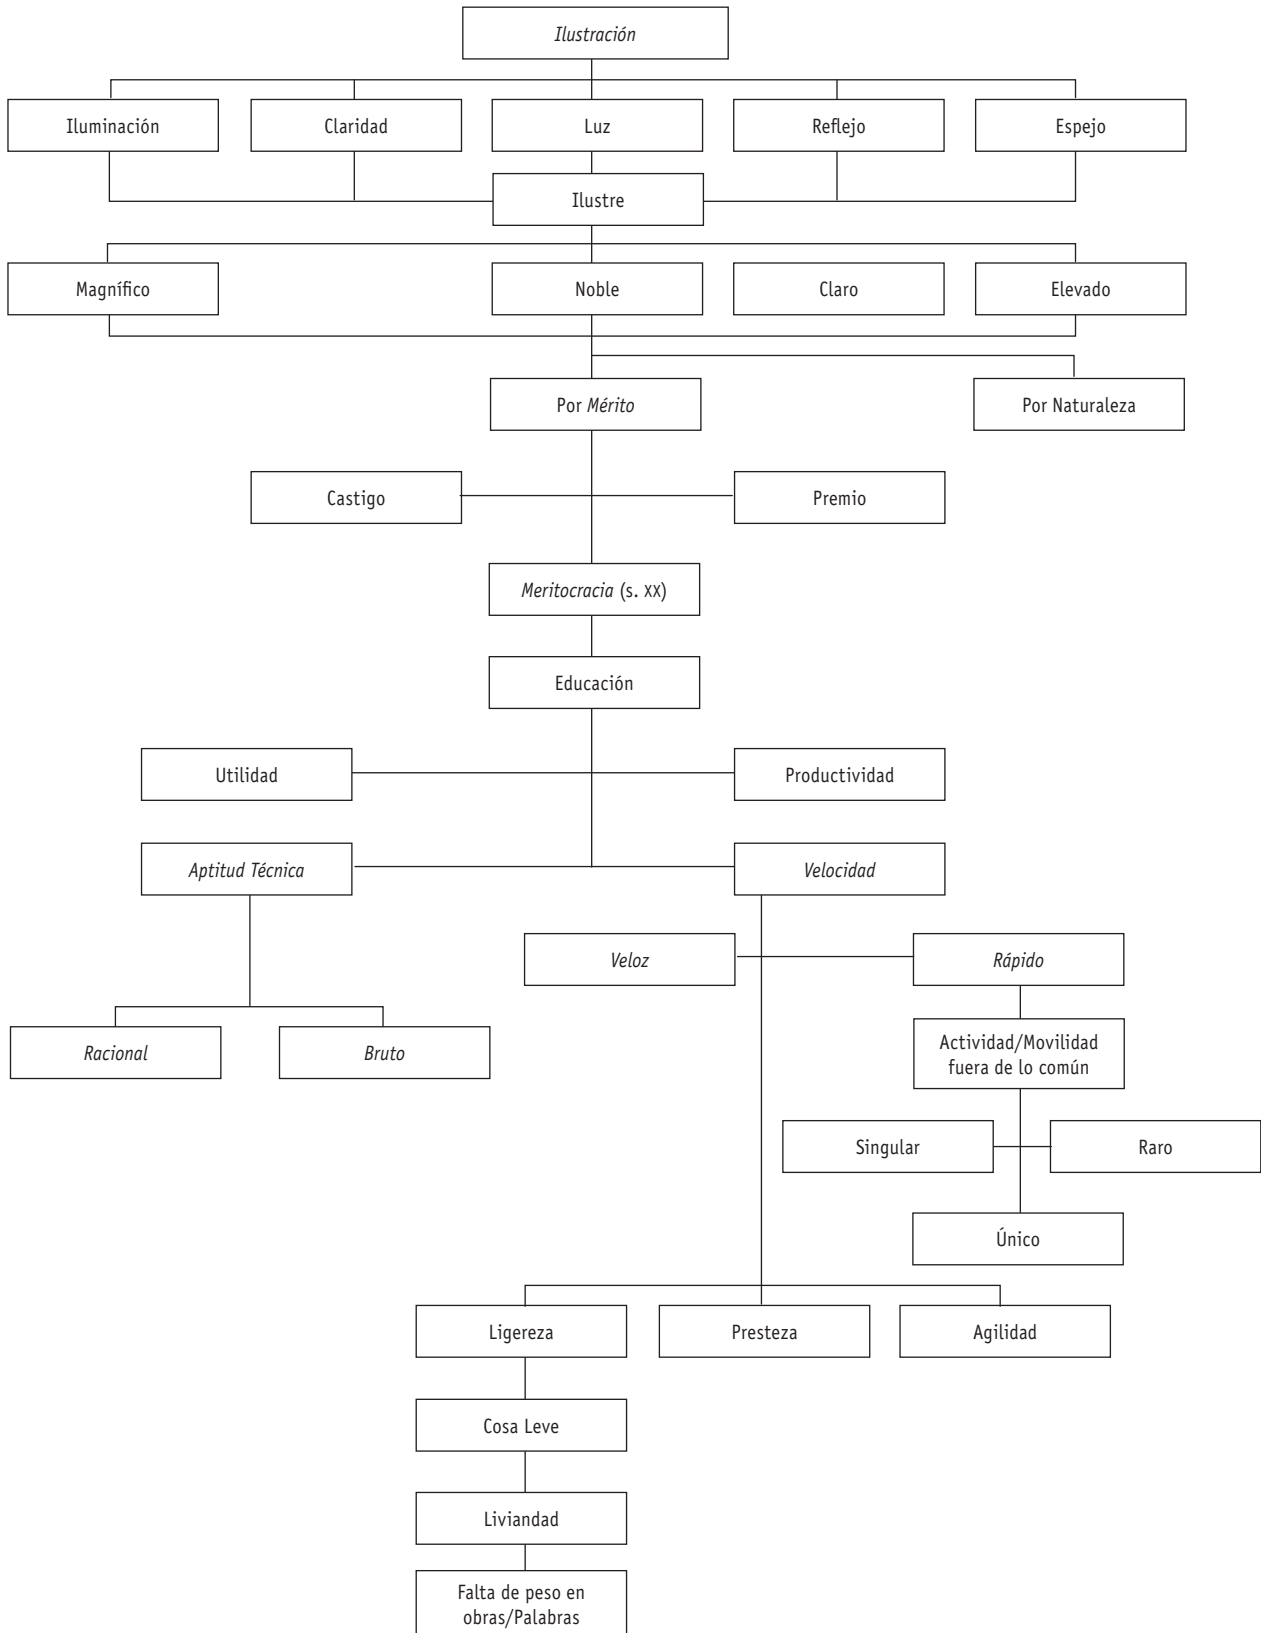 Ilustración
Iluminación
Claridad
Luz
Reflejo
Espejo
Ilustre
Magnífico
Noble
Claro
Elevado
Por Mérito
Por Naturaleza
Castigo
Premio
Meritocracia (s. XX)
Educación
Utilidad
Productividad
Aptitud Técnica
Velocidad
Veloz
Rápido
Racional
Bruto
Actividad/Movilidad
fuera de lo común
Singular
Raro
Único
Ligereza
Presteza
Agilidad
Cosa Leve
Liviandad
Falta de peso en
obras/Palabras